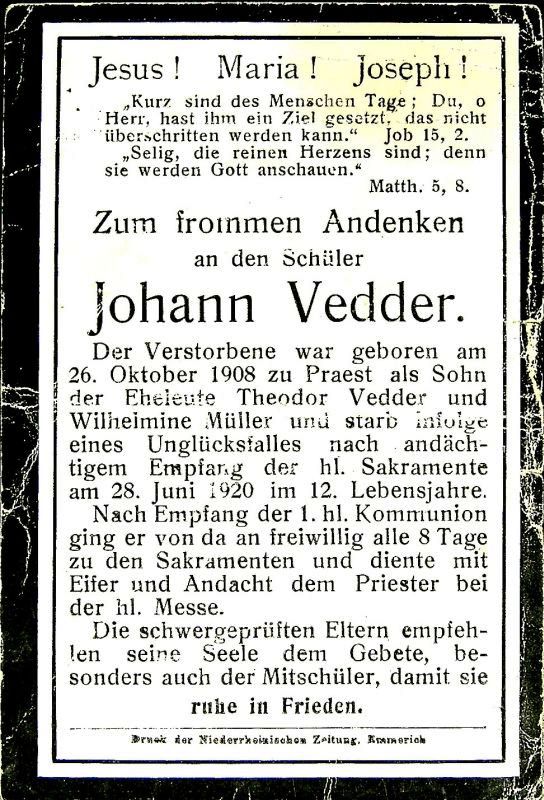 Jesus! Maria! Joseph!
„Kurz sind des Menschen Tage; Du, o
Herr, hast ihm ein Ziel gesetzt, das nicht
überschritten werden kann.“ Job 15, 2.
„Selig, die reinen Herzens sind; denn
sie werden Gott anschauen.“
Matth. 5, 8.
Zum frommen Andenken
an den Schüler
Johann Vedder.
Der Verstorbene war geboren am
26. Oktober 1908 zu Praest als Sohn
der Eheleute Theodor Vedder und
Wilhelmine Müller und starb infolge
eines Unglücksfalles nach andäch-
tigem Empfang der hl. Sakramente
am 28. Juni 1920 im 12. Lebensjahre.
Nach Empfang der 1. hl. Kommunion
ging er von da an freiwillig alle 8 Tage
zu den Sakramenten und diente mit
Eifer und Andacht dem Priester bei
der hl. Messe.
Die schwergeprüften Eltern empfeh-
len seine Seele dem Gebete, be-
sonders auch der Mitschüler, damit sie
ruhe in Frieden.
Druck der Niederrheinischen Zeitung, Emmerich